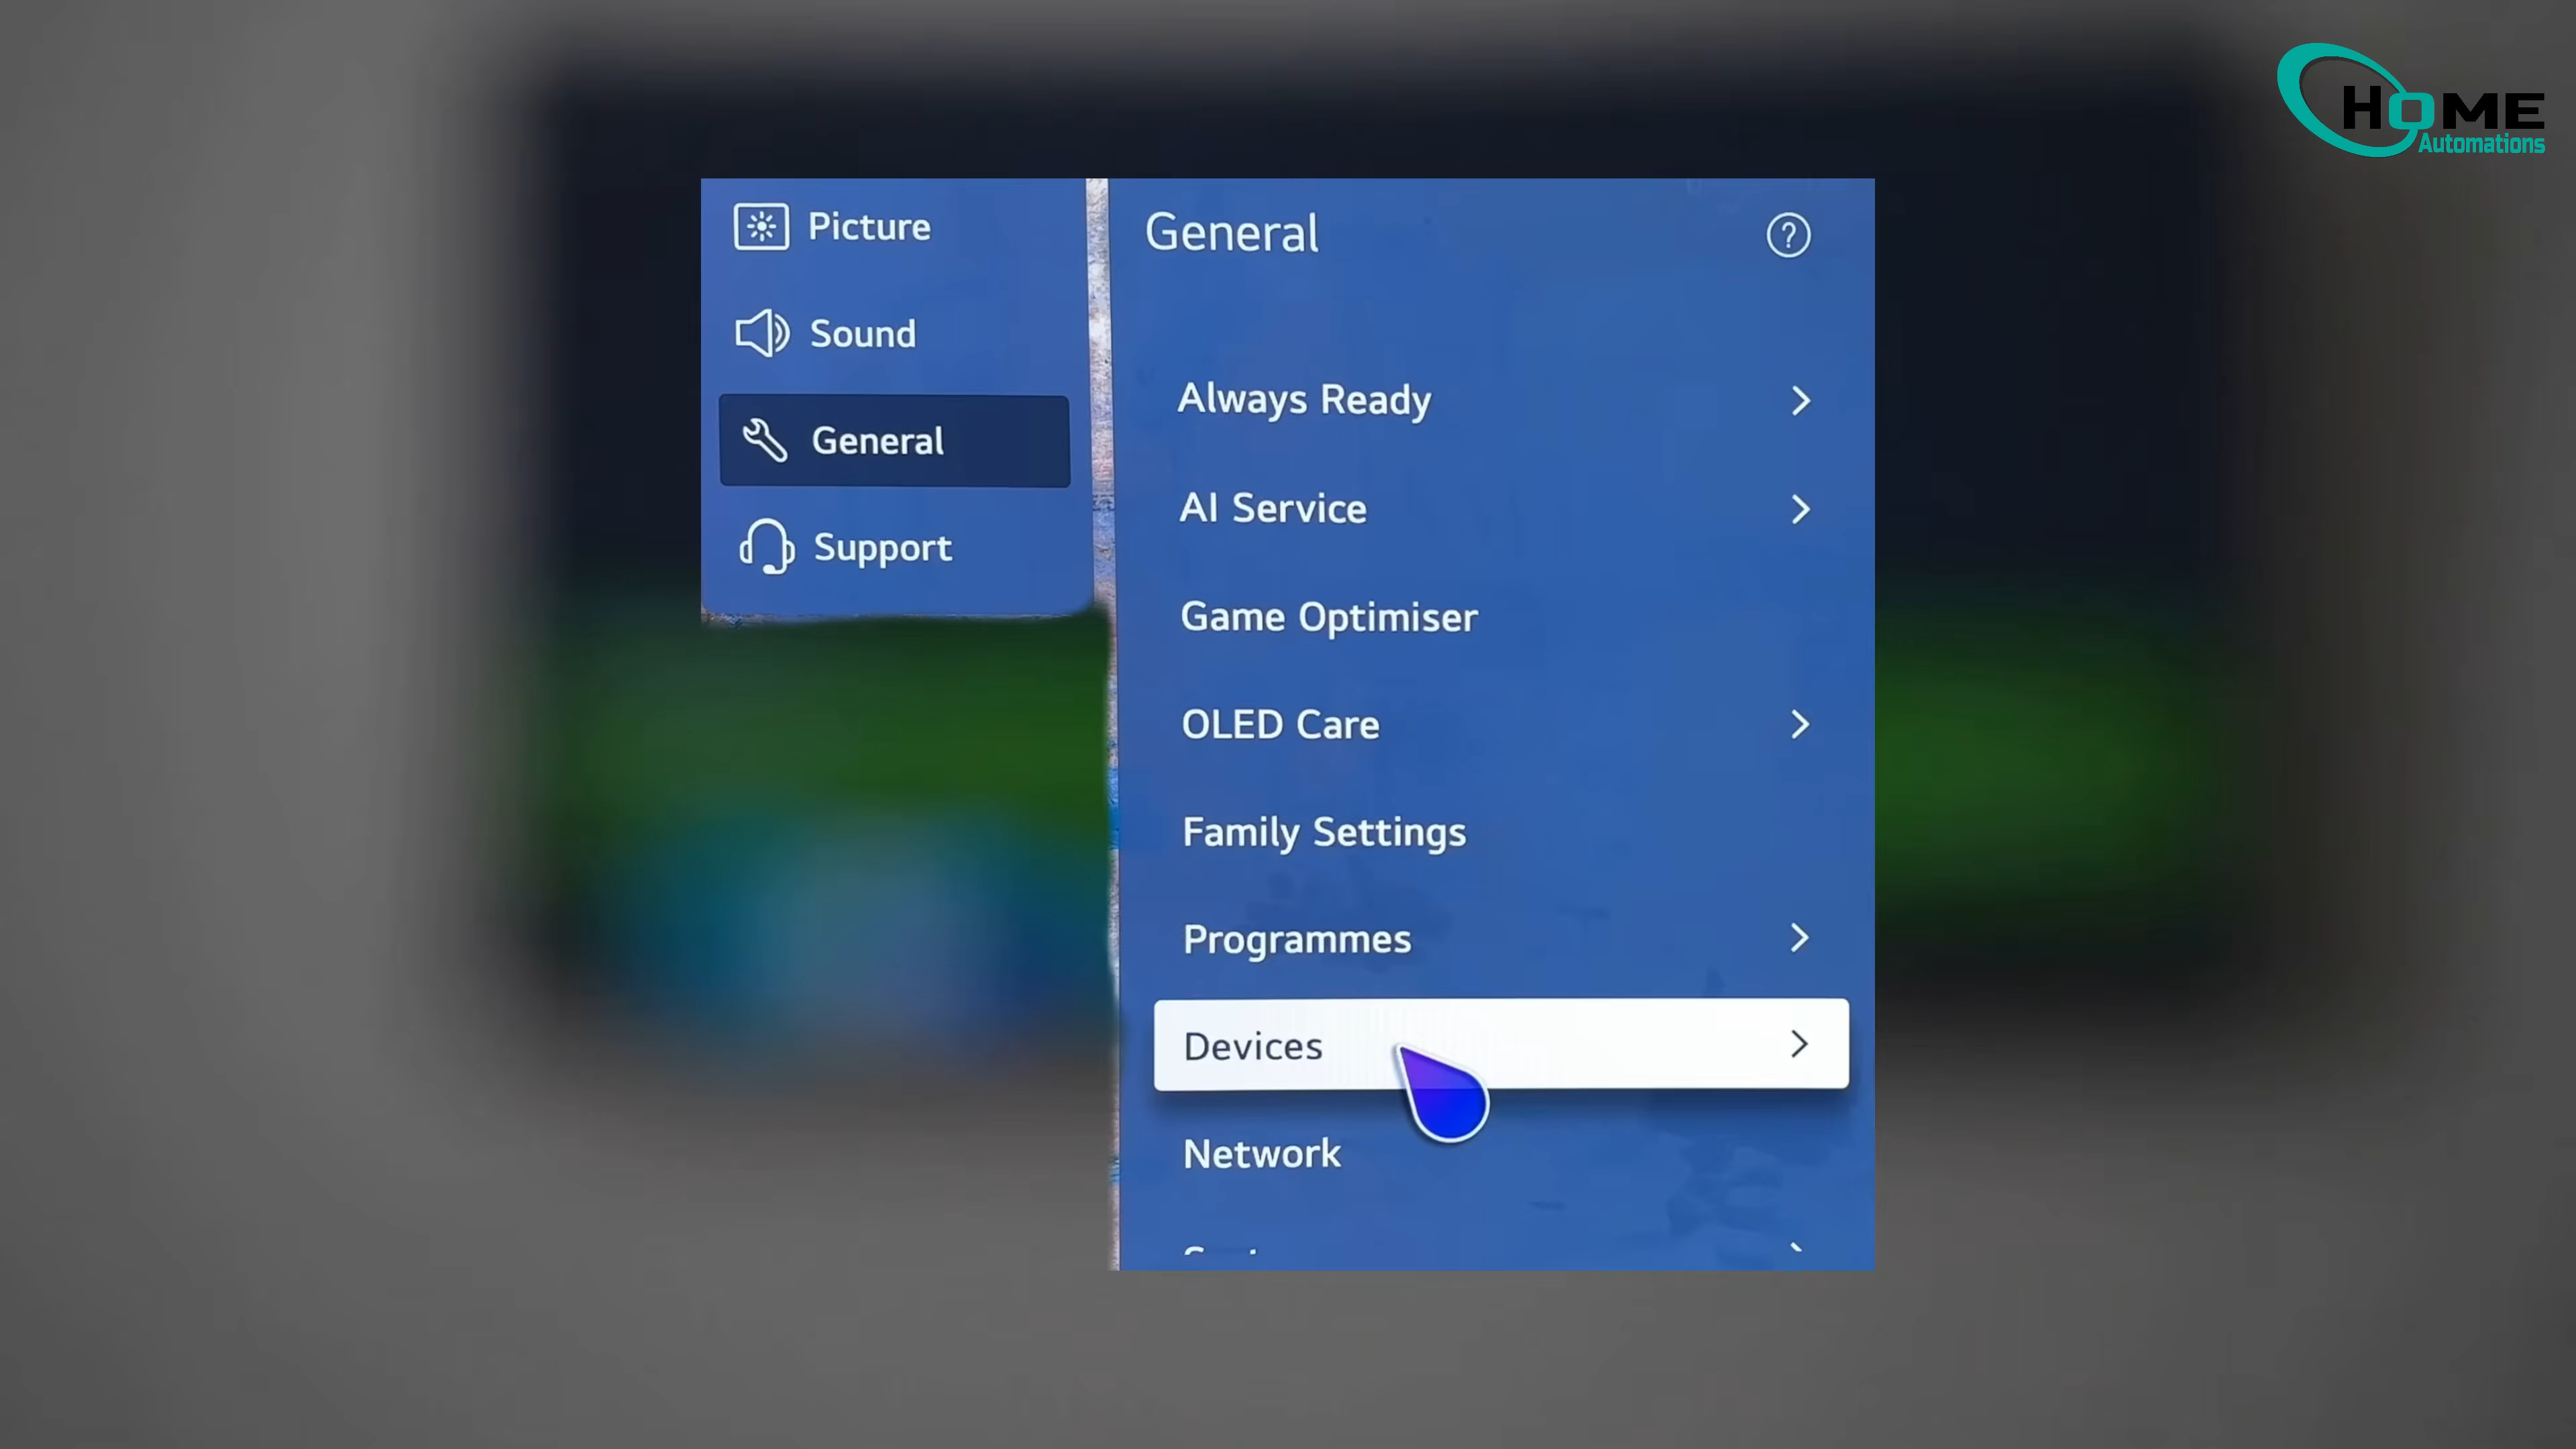 HOME
Automations
Picture
Sound
General
Support
General
Always Ready
AI Service
Game Optimiser
OLED Care
Family Settings
Programmes
Devices
Network